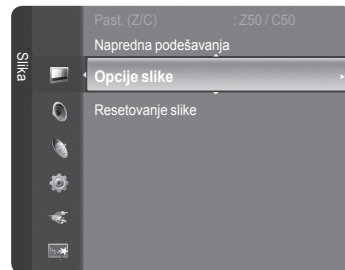 Slika
Past. (Z/C) : Z50 / C50
Napredna podešavanja
Opcije slike
Resetovanje slike